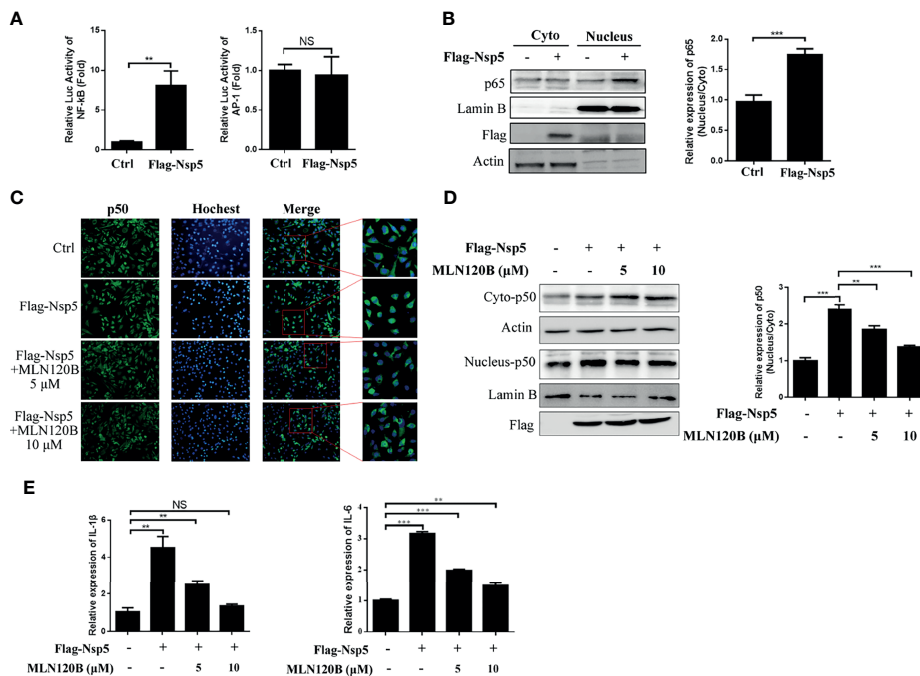 A
Relative Luc Activity of
NF-kB (Fold)
10
8
6
4
2
0
**
Ctrl
Flag-Nsp5
Relative Luc Activity of
AP-1 (Fold)
1.5
1.0
0.5
0.0
NS
Ctrl
Flag-Nsp5
B
Cyto
Nucleus
Flag-Nsp5
-
+
-
+
p65
Lamin B
Flag
Actin
Relative expression of p65
(Nucleus/Cyto)
2.0
1.5
1.0
0.5
0.0
***
Ctrl
Flag-Nsp5
C
p50
Hochest
Merge
Ctrl
Flag-Nsp5
Flag-Nsp5
+MLN120B
5 μM
Flag-Nsp5
+MLN120B
10 μM
D
Flag-Nsp5
-
+
+
+
MLN120B (μM)
-
-
5
10
Cyto-p50
Actin
Nucleus-p50
Lamin B
Flag
Relative expression of p50
(Nucleus/Cyto)
3
2
1
0
***
***
**
Flag-Nsp5
-
+
+
+
MLN120B (μM)
-
-
5
10
E
Relative expression of IL-1β
6
4
2
0
NS
**
**
Flag-Nsp5
-
+
+
+
MLN120B (μM)
-
-
5
10
Relative expression of IL-6
4
3
2
1
0
**
***
***
Flag-Nsp5
-
+
+
+
MLN120B (μM)
-
-
5
10